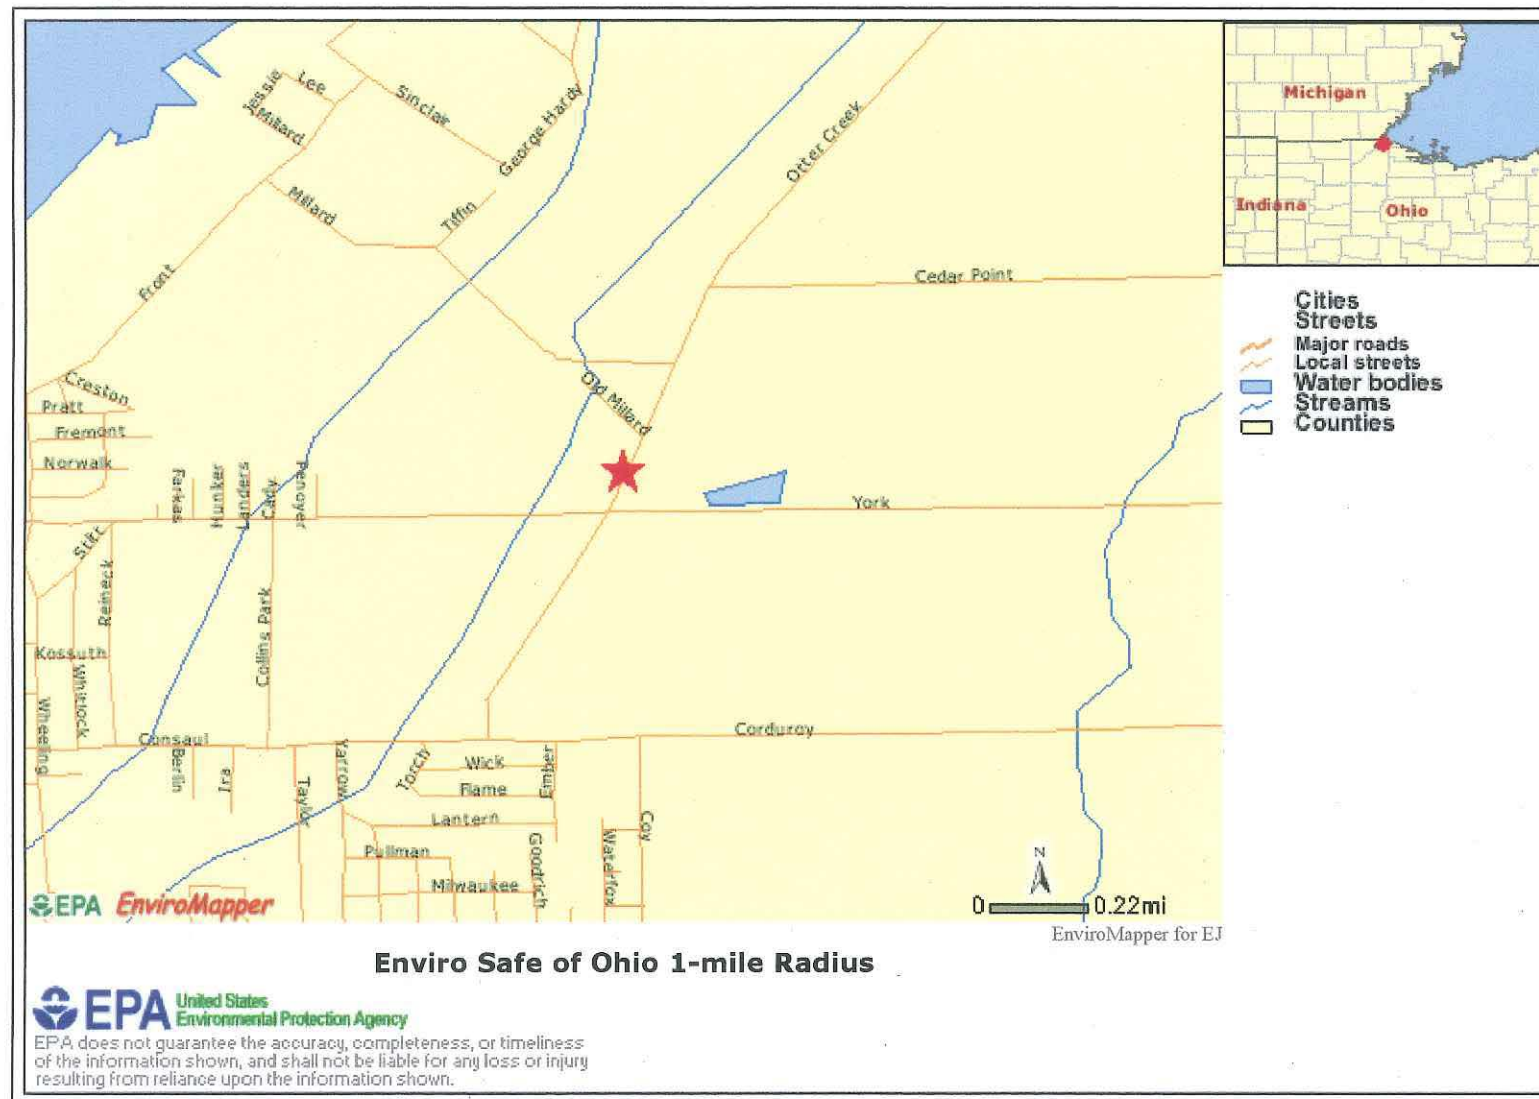 Jessie
Lee
Millard
Sinclair
George Hardy
Otter Creek
Millard
Tiffin
Front
Cedar Point
Creston
Pratt
Fremont
Norwalk
Old Millard
Farkas
Hunker
Landers
Cady
Penoyer
York
Stitt
Reineck
Collins Park
Kossuth
Whitlock
Wheeling
Consaul
Corduroy
Berlin
Ira
Taylor
Yarrow
Torch
Wick
Flame
Ember
Lantern
Pullman
Milwaukee
Goodrich
Waterfox
Coy
EPA EnviroMapper
N
0 0.22mi
EnviroMapper for EJ
Michigan
Indiana
Ohio
Cities
Streets
Major roads
Local streets
Water bodies
Streams
Counties
Enviro Safe of Ohio 1-mile Radius
EPA United States
Environmental Protection Agency
EPA does not guarantee the accuracy, completeness, or timeliness
of the information shown, and shall not be liable for any loss or injury
resulting from reliance upon the information shown.